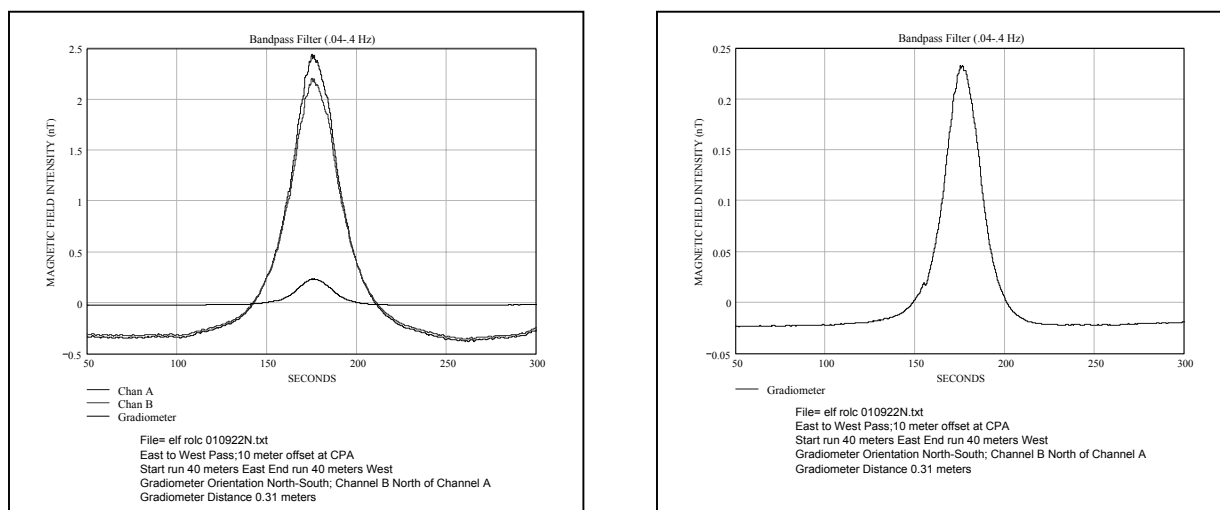 Bandpass Filter (.04-.4 Hz)
MAGNETIC FIELD INTENSITY (nT)
2.5
2
1.5
1
0.5
0
−0.5
50 100 150 200 250 300
SECONDS
Chan A
Chan B
Gradiometer
File= elf rolc 010922N.txt
East to West Pass;10 meter offset at CPA
Start run 40 meters East End run 40 meters West
Gradiometer Orientation North-South; Channel B North of Channel A
Gradiometer Distance 0.31 meters
Bandpass Filter (.04-.4 Hz)
MAGNETIC FIELD INTENSITY (nT)
0.25
0.2
0.15
0.1
0.05
0
−0.05
50 100 150 200 250 300
SECONDS
Gradiometer
File= elf rolc 010922N.txt
East to West Pass;10 meter offset at CPA
Start run 40 meters East End run 40 meters West
Gradiometer Orientation North-South; Channel B North of Channel A
Gradiometer Distance 0.31 meters